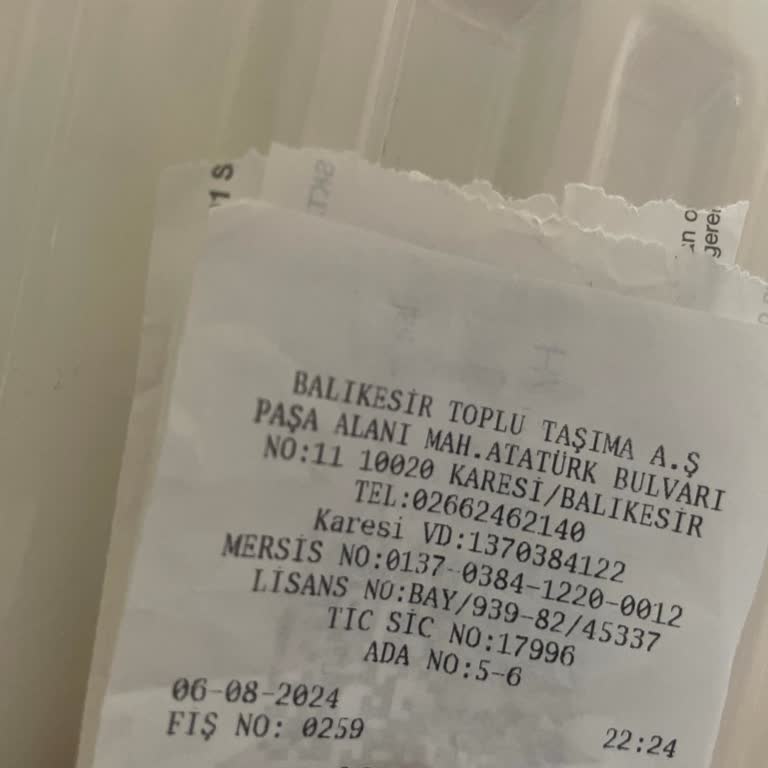 BALIKESİR TOPLU TAŞIMA A.Ş
PAŞA ALANI MAH.ATATÜRK BULVARI
NO:11 10020 KARESİ/BALIKESİR
TEL:02662462140
Karesi VD:1370384122
MERSİS NO:0137-0384-1220-0012
LİSANS NO:BAY/939-82/45337
TIC SİC NO:17996
ADA NO:5-6
06-08-2024
FİŞ NO: 0259 22:24